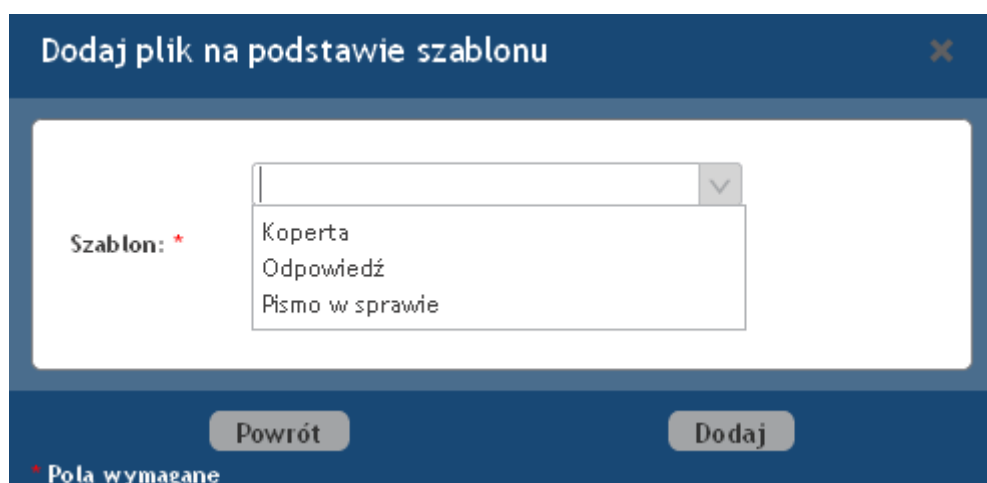 Dodaj plik na podstawie szablonu
Szablon: *
Koperta
Odpowiedź
Pismo w sprawie
Powrót
Dodaj
* Pola wymagane